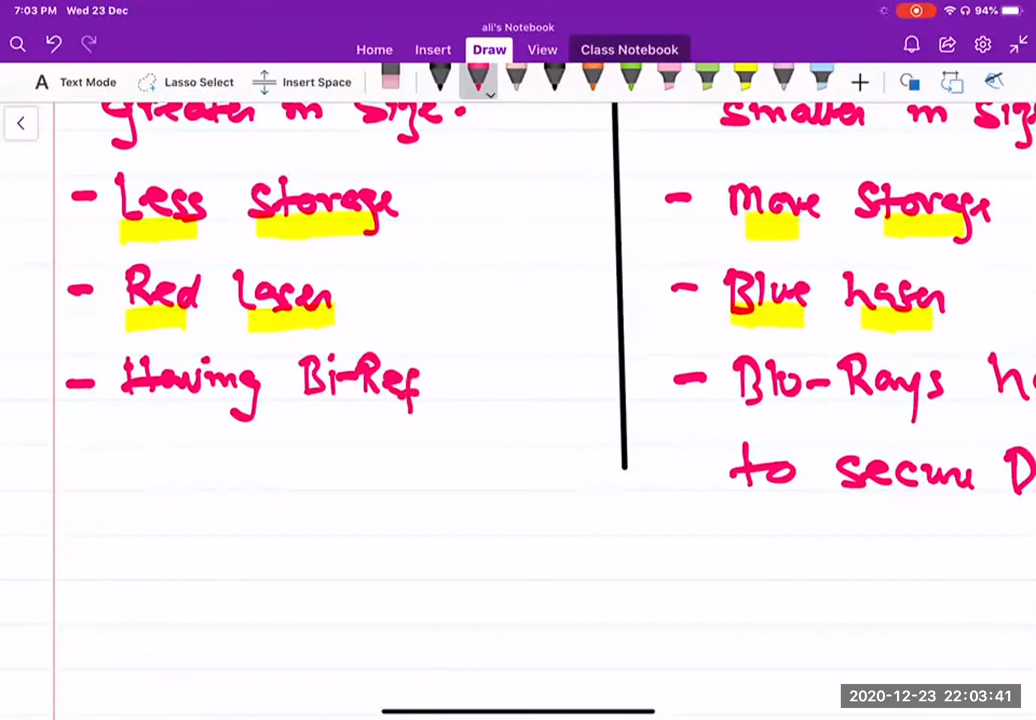 7:03 PM Wed 23 Dec
94%
ali's Notebook
Home Insert Draw View Class Notebook
A Text Mode Lasso Select Insert Space
greater in size.
smaller in
- Less storage
- More storage
- Red Laser
- Blue Laser
- Having Bi-Ref
- Blu-Rays
to secure D
2020-12-23 22:03:41